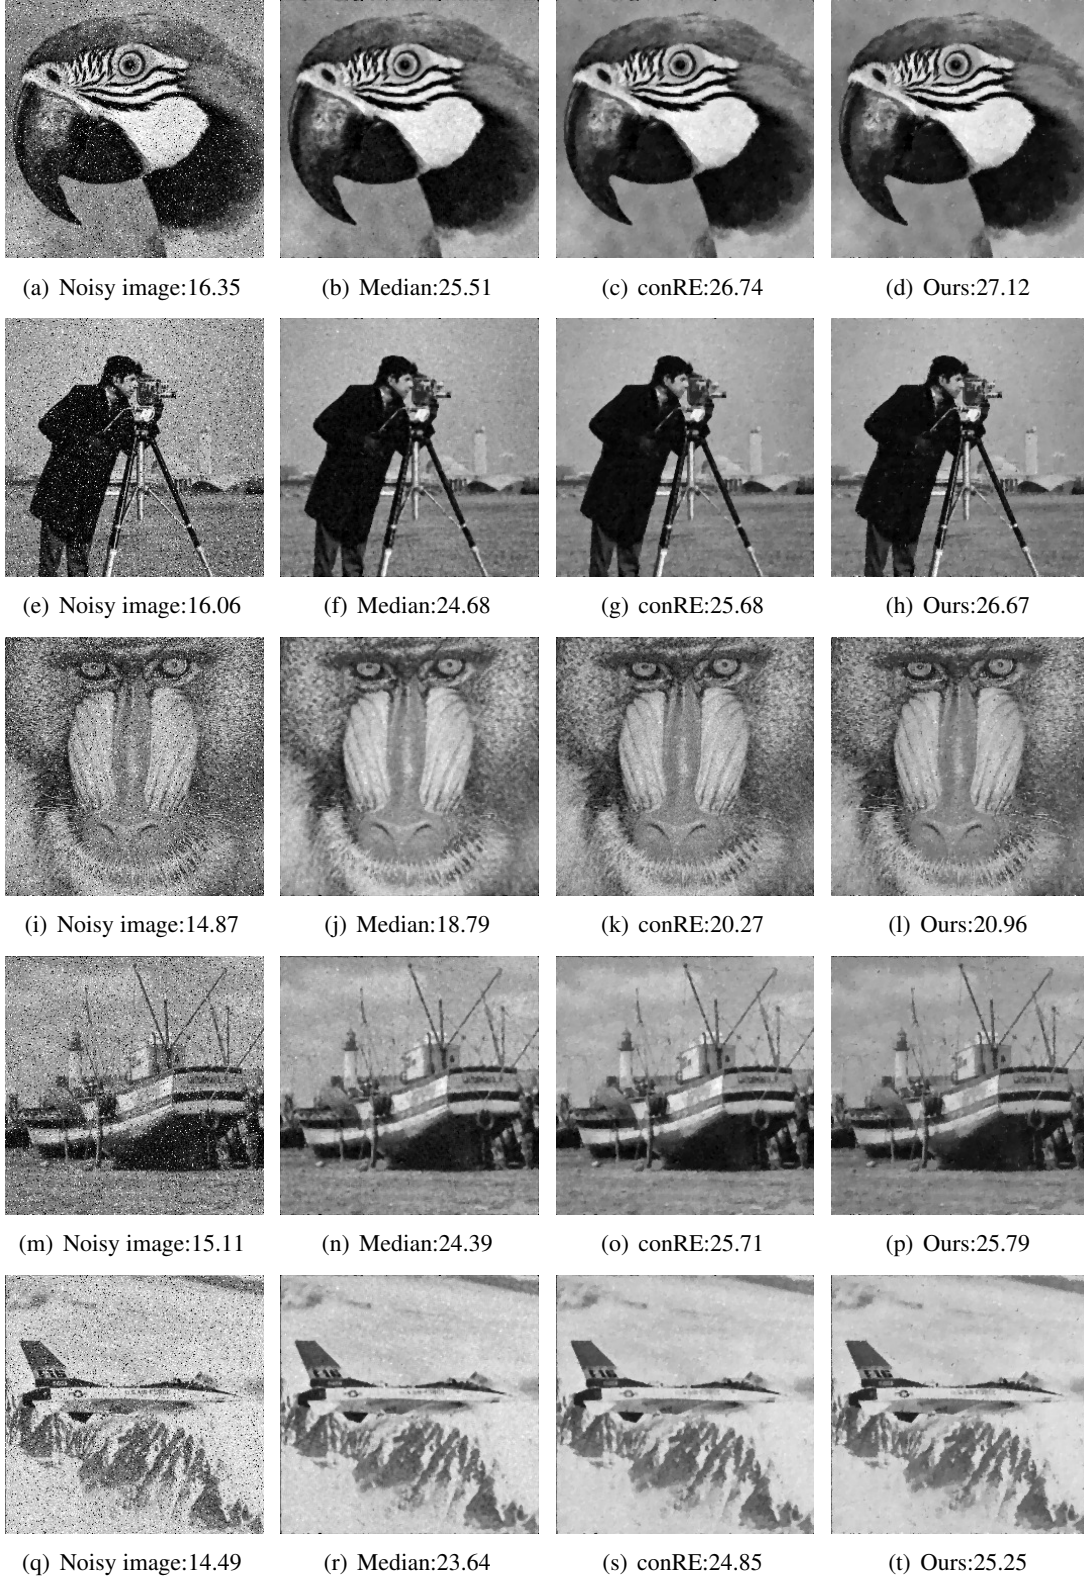 (a) Noisy image:16.35
(b) Median:25.51
(c) conRE:26.74
(d) Ours:27.12
(e) Noisy image:16.06
(f) Median:24.68
(g) conRE:25.68
(h) Ours:26.67
(i) Noisy image:14.87
(j) Median:18.79
(k) conRE:20.27
(l) Ours:20.96
(m) Noisy image:15.11
(n) Median:24.39
(o) conRE:25.71
(p) Ours:25.79
(q) Noisy image:14.49
(r) Median:23.64
(s) conRE:24.85
(t) Ours:25.25